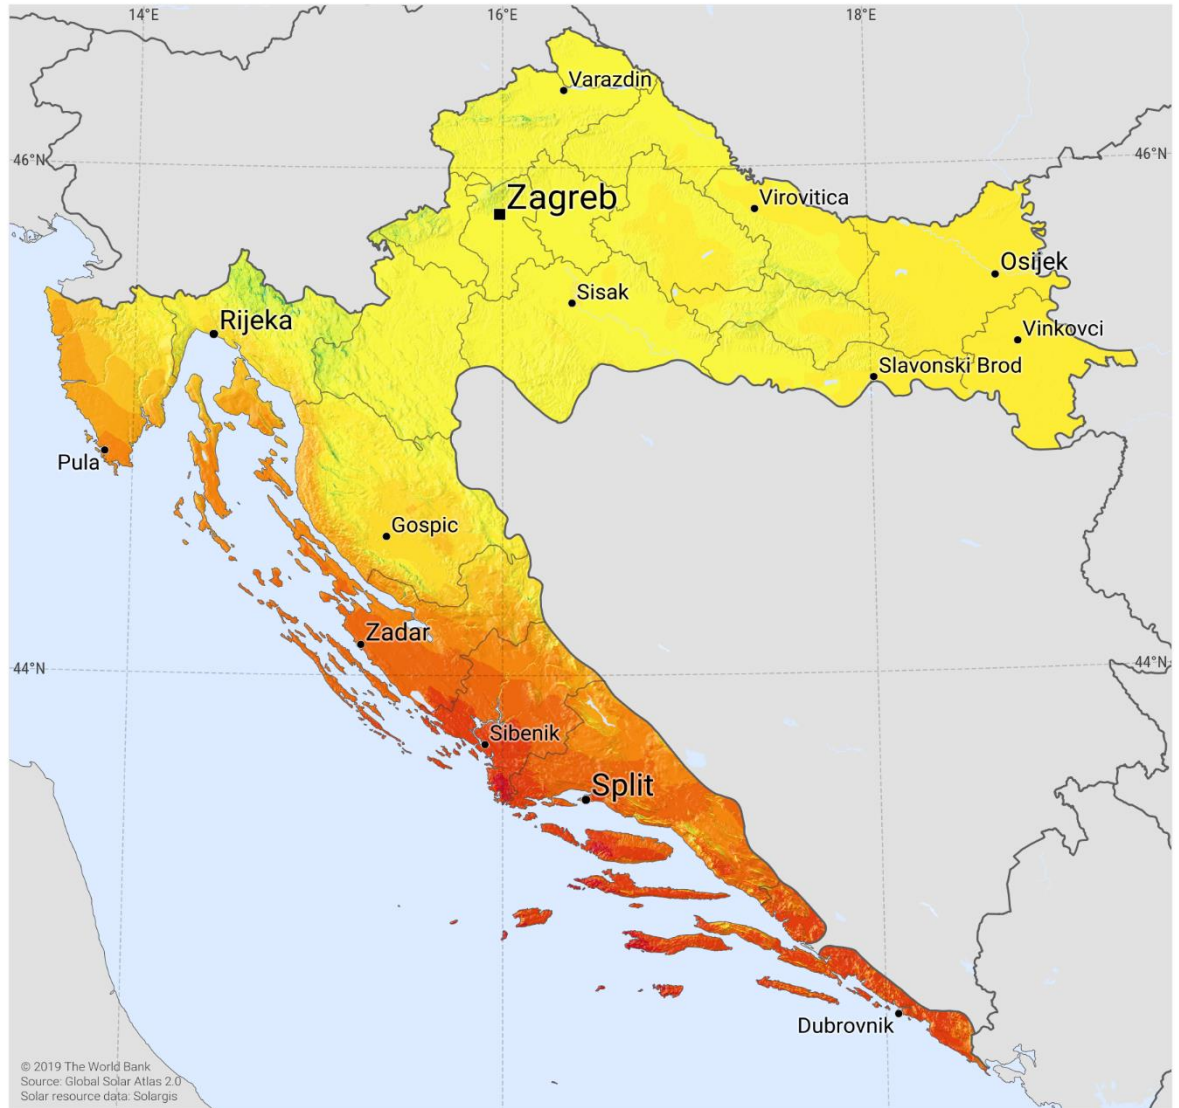 14°E
16°E
18°E
Varazdin
46°N
46°N
Zagreb
Virovitica
Osijek
Sisak
Rijeka
Vinkovci
Slavonski Brod
Pula
Gospic
Zadar
44°N
44°N
Sibenik
Split
Dubrovnik
© 2019 The World Bank
Source: Global Solar Atlas 2.0
Solar resource data: Solargis